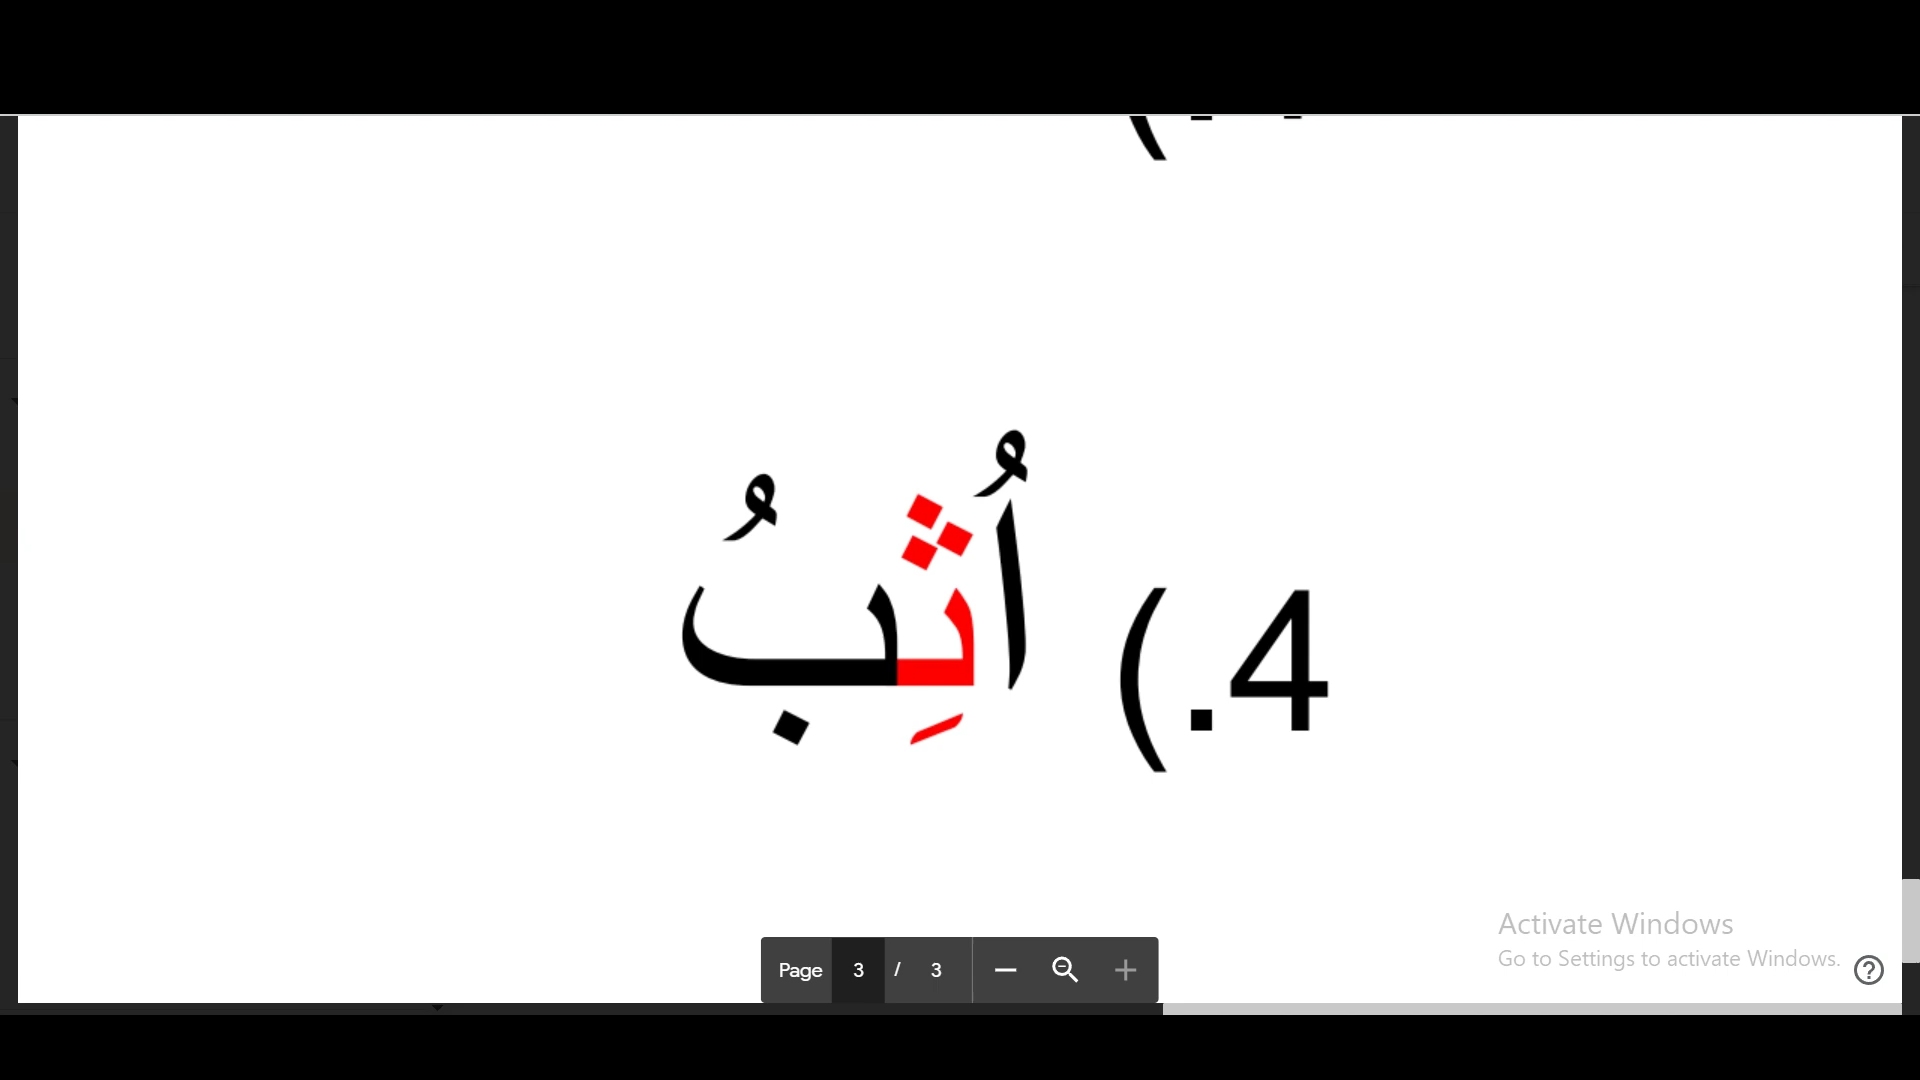 4.) اُثِبُ
Activate Windows
Go to Settings to activate Windows.
Page 3 / 3